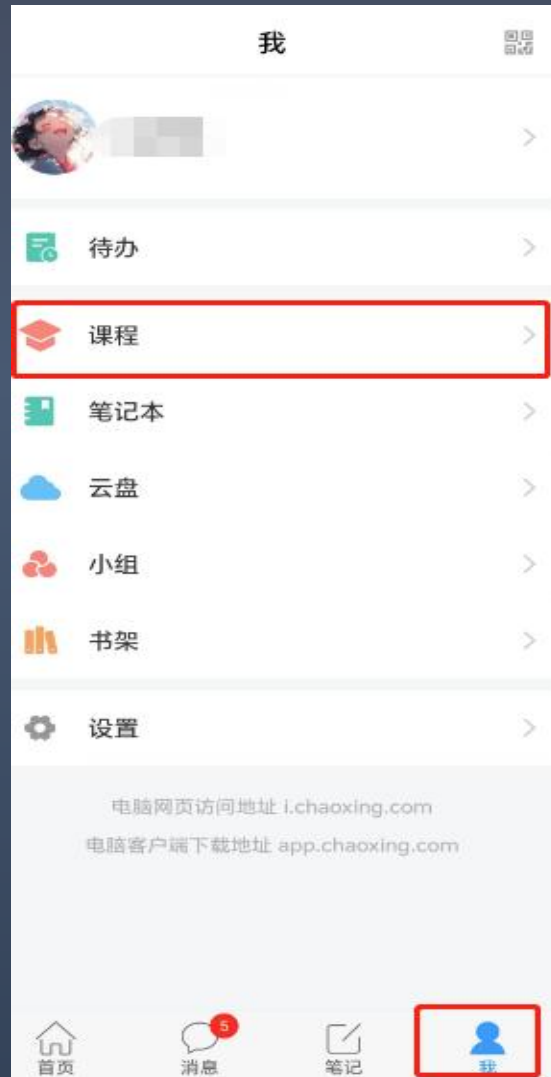 我
待办
课程
笔记本
云盘
小组
书架
设置
电脑网页访问地址 i.chaoxing.com
电脑客户端下载地址 app.chaoxing.com
5
首页
消息
笔记
我